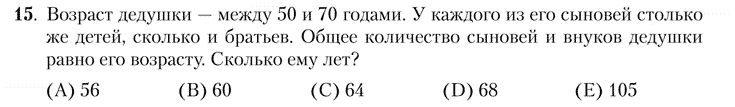 15. Возраст дедушки — между 50 и 70 годами. У каждого из его сыновей столько
же детей, сколько и братьев. Общее количество сыновей и внуков дедушки
равно его возрасту. Сколько ему лет?
(A) 56 (B) 60 (C) 64 (D) 68 (E) 105